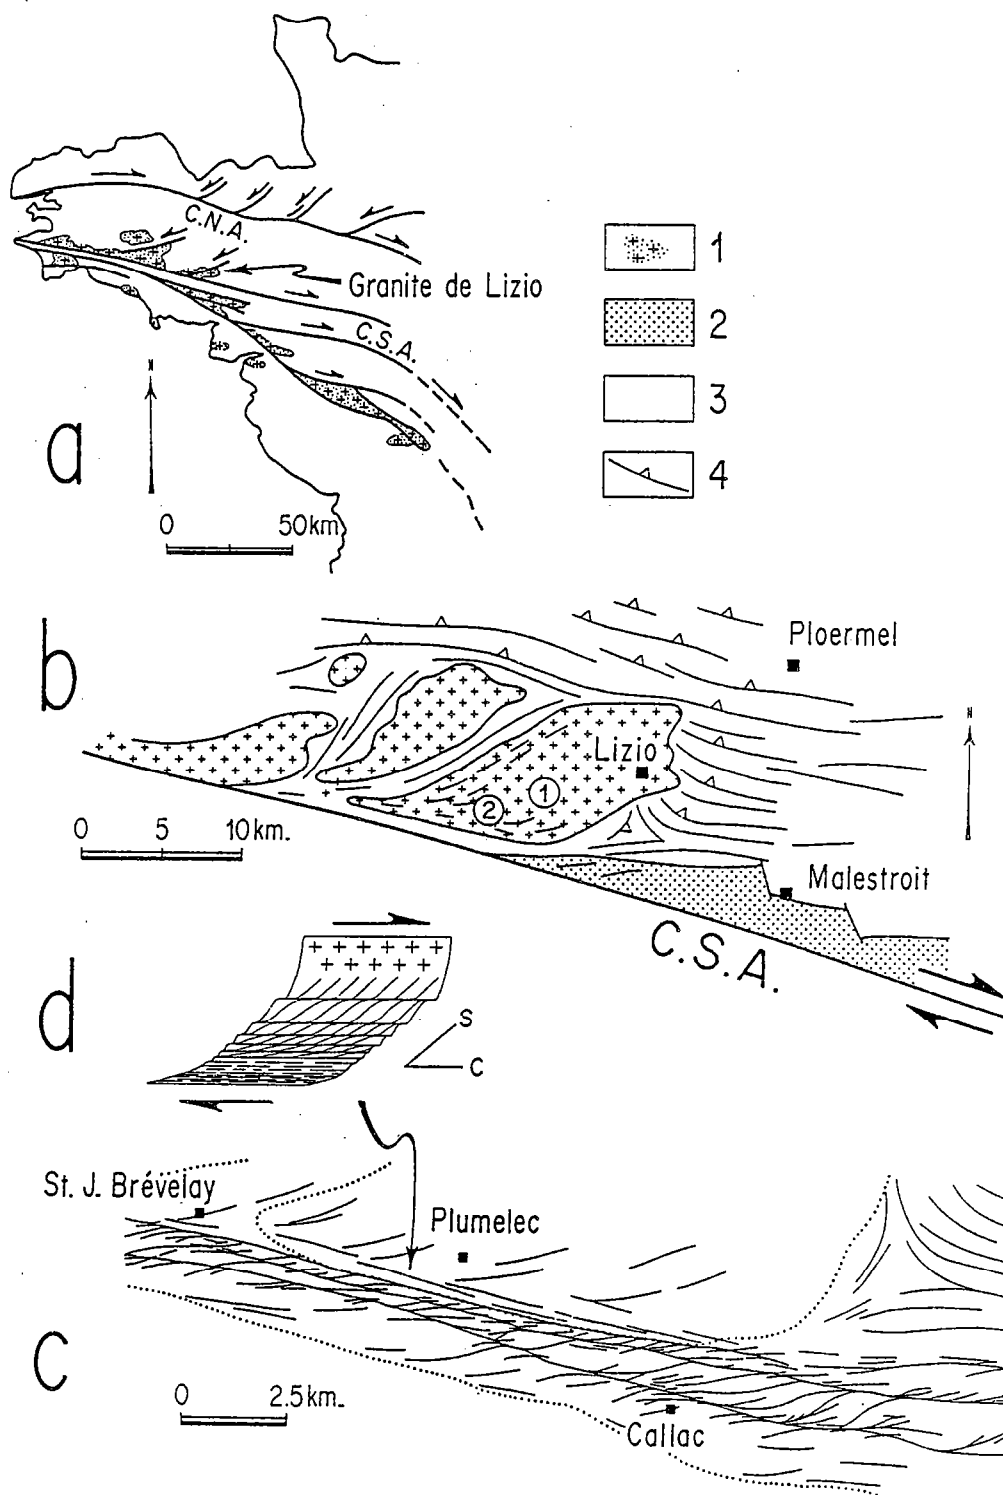 C.N.A.
Granite de Lizio
C.S.A.
N
a
0 50km
1
2
3
4
b
Ploermel
N
Lizio
1
2
0 5 10km.
Malestroit
C.S.A.
d
S
C
St. J. Brévelay
Plumelec
C
0 2.5km.
Callac